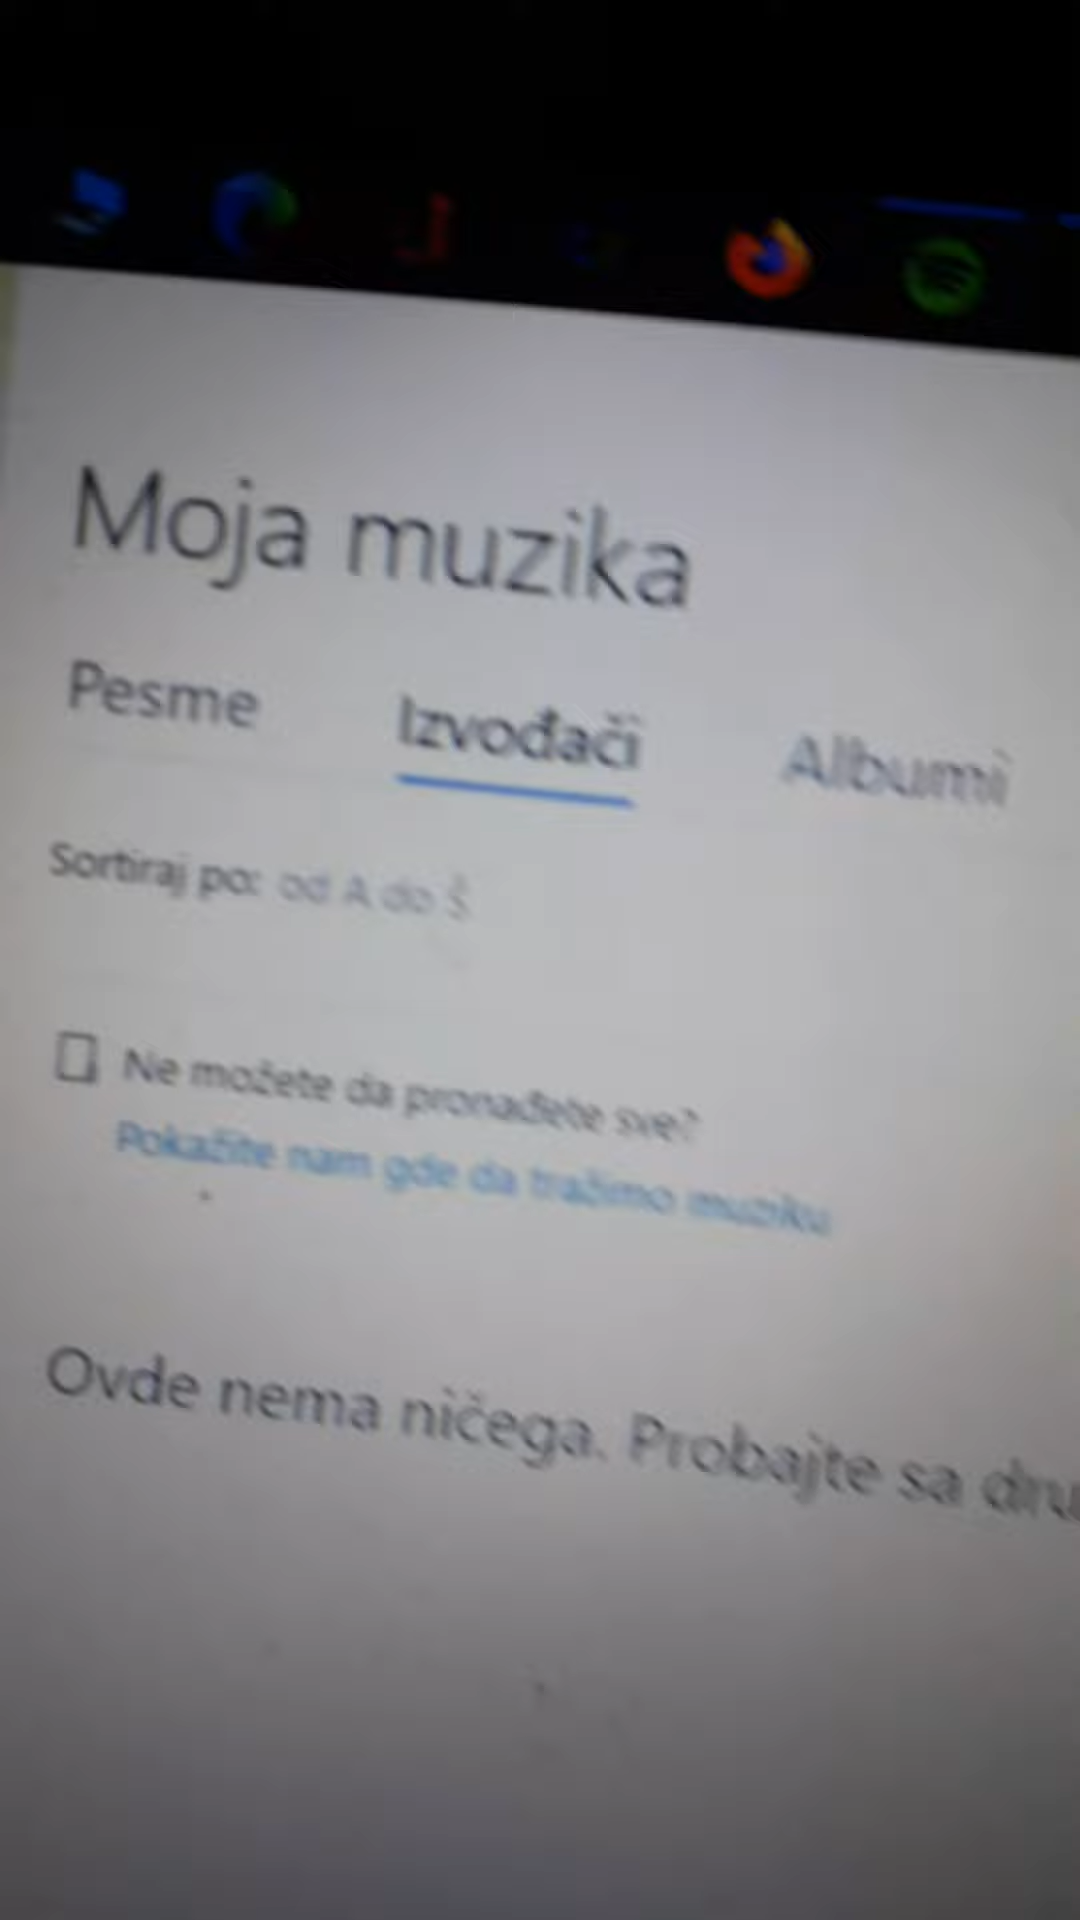 Moja muzika
Pesme Izvođači Albumi
Sortiraj po: od A do Š
Ne možete da pronađete sve?
Pokažite nam gde da tražimo muziku
Ovde nema ničega. Probajte sa dru